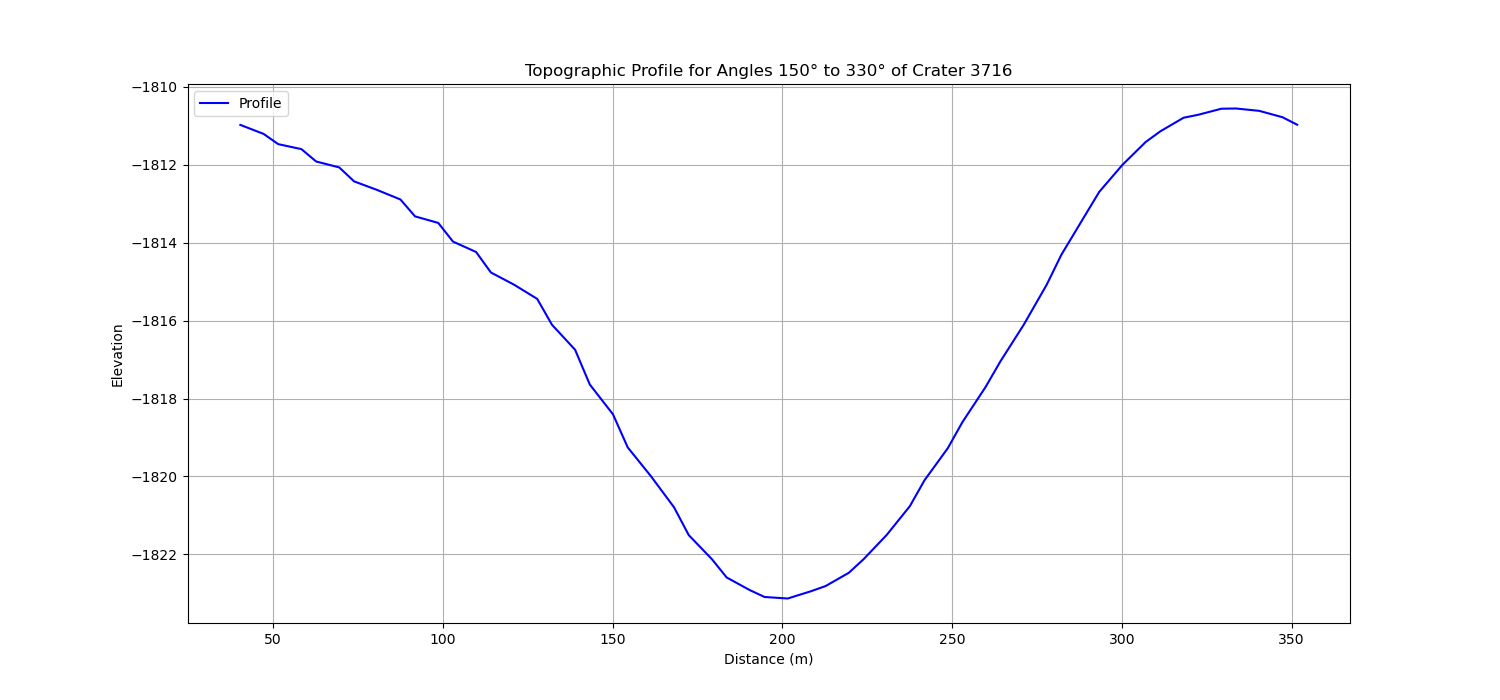 Topographic Profile for Angles 150° to 330° of Crater 3716
Profile
−1810
−1812
−1814
−1816
−1818
−1820
−1822
Elevation
50 100 150 200 250 300 350
Distance (m)